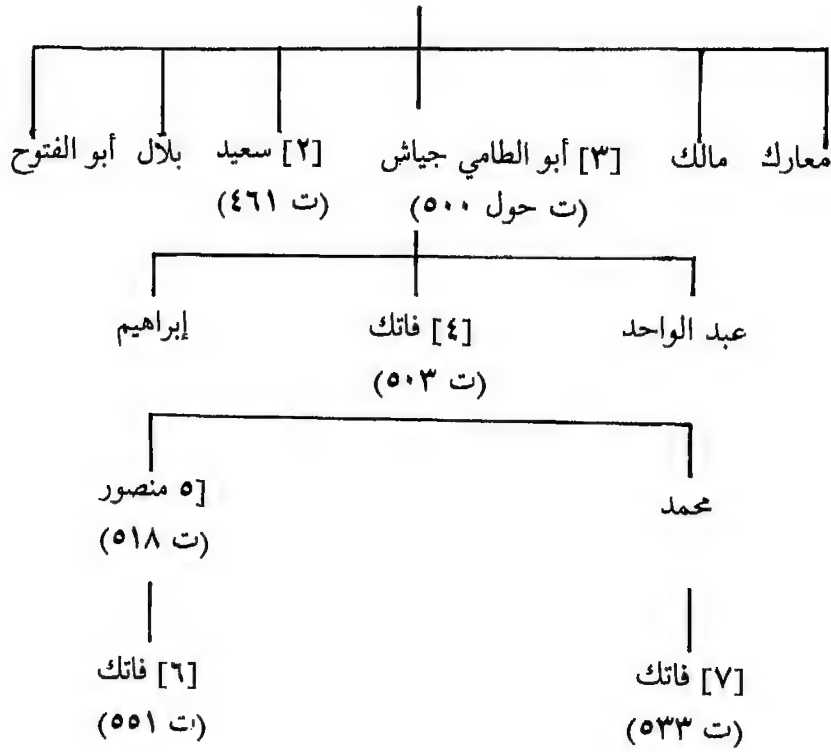 معارك مالك [٣] أبو الطامي جياش [٢] سعيد بلال أبو الفتوح
(ت حول ٥٠٠) (ت ٤٦١)
عبد الواحد [٤] فاتك إبراهيم
(ت ٥٠٣)
محمد ٥] منصور
(ت ٥١٨)
[٧] فاتك [٦] فاتك
(ت ٥٣٣) (ت ٥٥١)